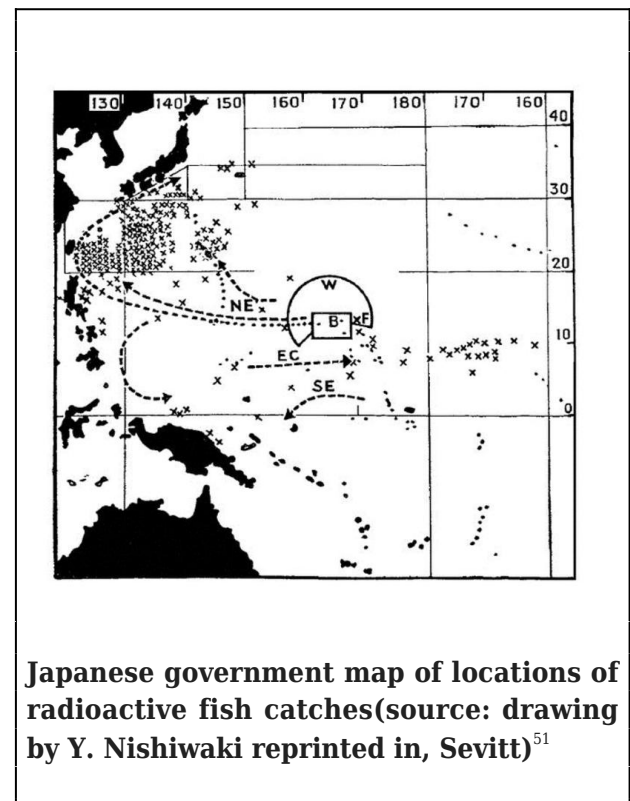 130 140 150 160 170 180 170 160
40
30
20
W
NE B F
10
EC
SE
0
Japanese government map of locations of
radioactive fish catches(source: drawing
by Y. Nishiwaki reprinted in, Sevitt)51